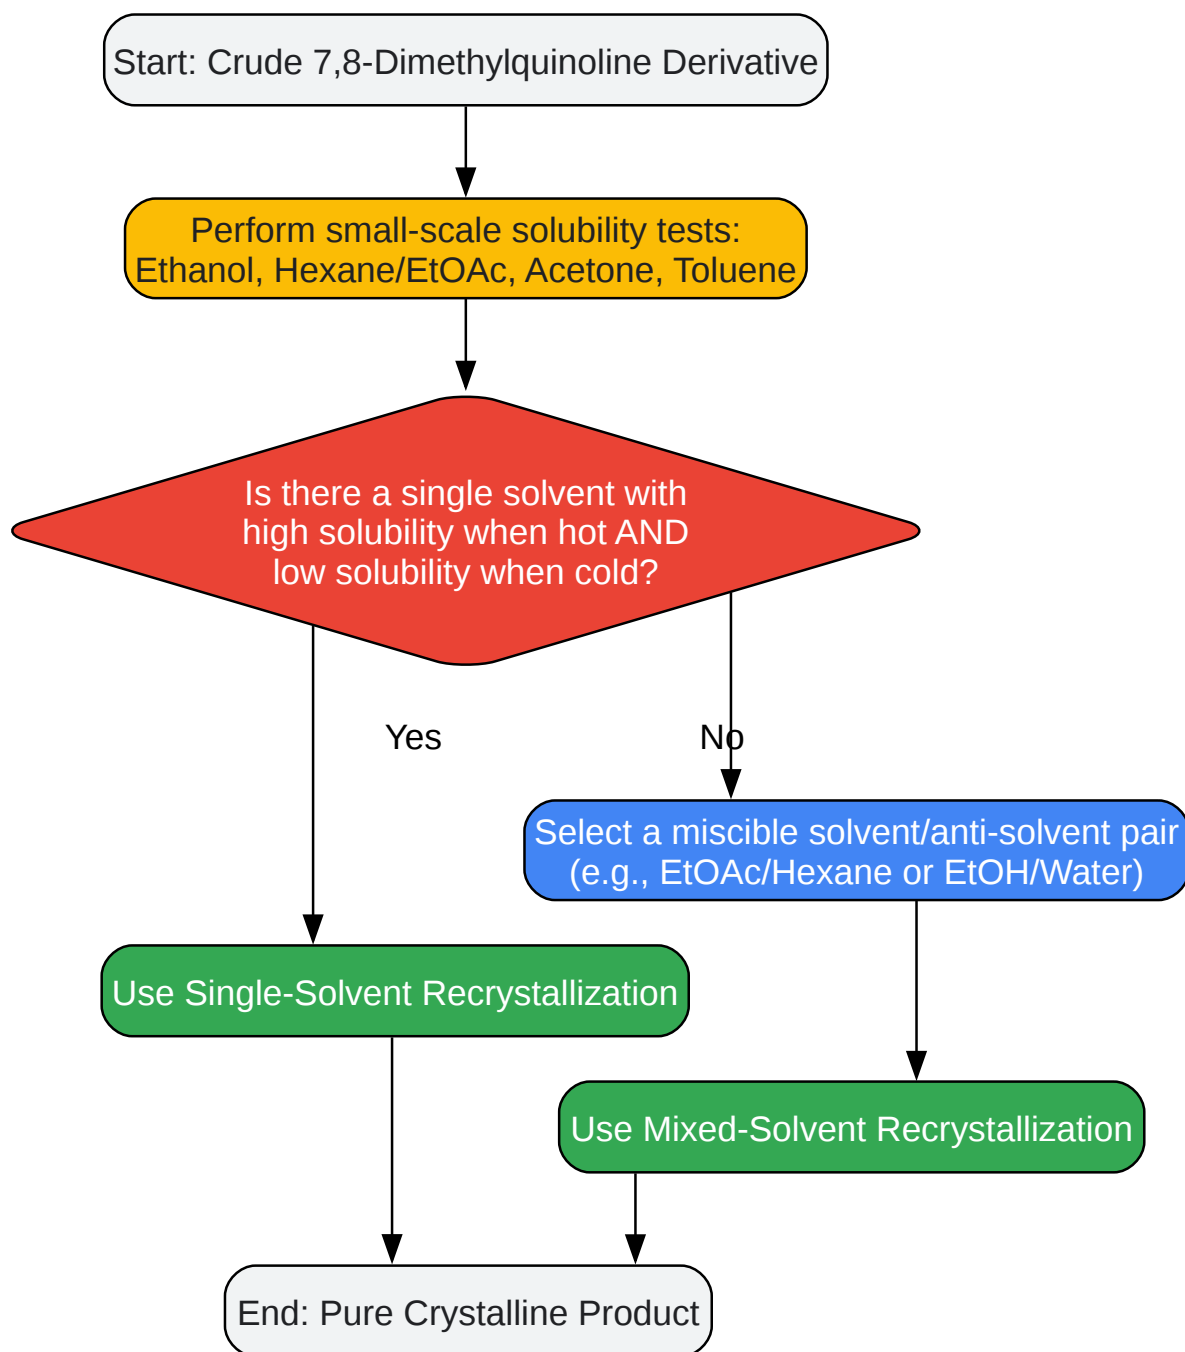 Start: Crude 7,8-Dimethylquinoline Derivative
Perform small-scale solubility tests:
Ethanol, Hexane/EtOAc, Acetone, Toluene
Is there a single solvent with
high solubility when hot AND
low solubility when cold?
Yes
No
Select a miscible solvent/anti-solvent pair
(e.g., EtOAc/Hexane or EtOH/Water)
Use Single-Solvent Recrystallization
Use Mixed-Solvent Recrystallization
End: Pure Crystalline Product